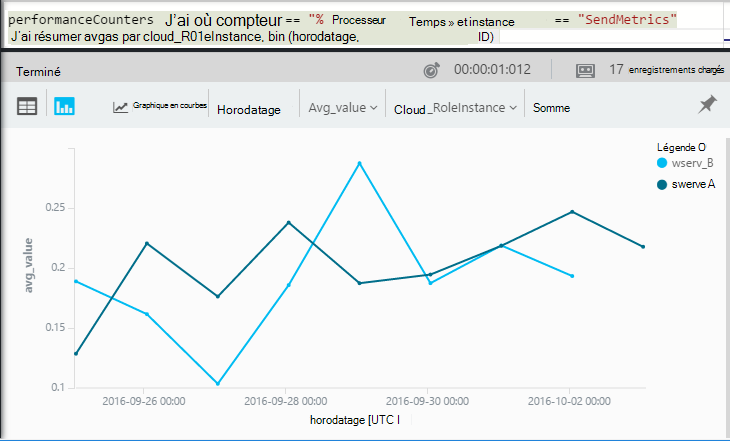 performanceCounters J'ai où compteur == "% Processeur Temps » et instance == "SendMetrics"
J'ai résumer avgas par cloud_R01eInstance, bin (horodatage, ID)
Terminé 00:00:01:012 17 enregistrements chargés
Graphique en courbes Horodatage Avg_value Cloud_RoleInstance Somme
Légende O
wserv_B
swerve A
0.25
0.2
0.15
0.1
avg_value
2016-09-26 00:00 2016-09-28 00:00 2016-09-30 00:00 2016-10-02 00:00
horodatage [UTC I